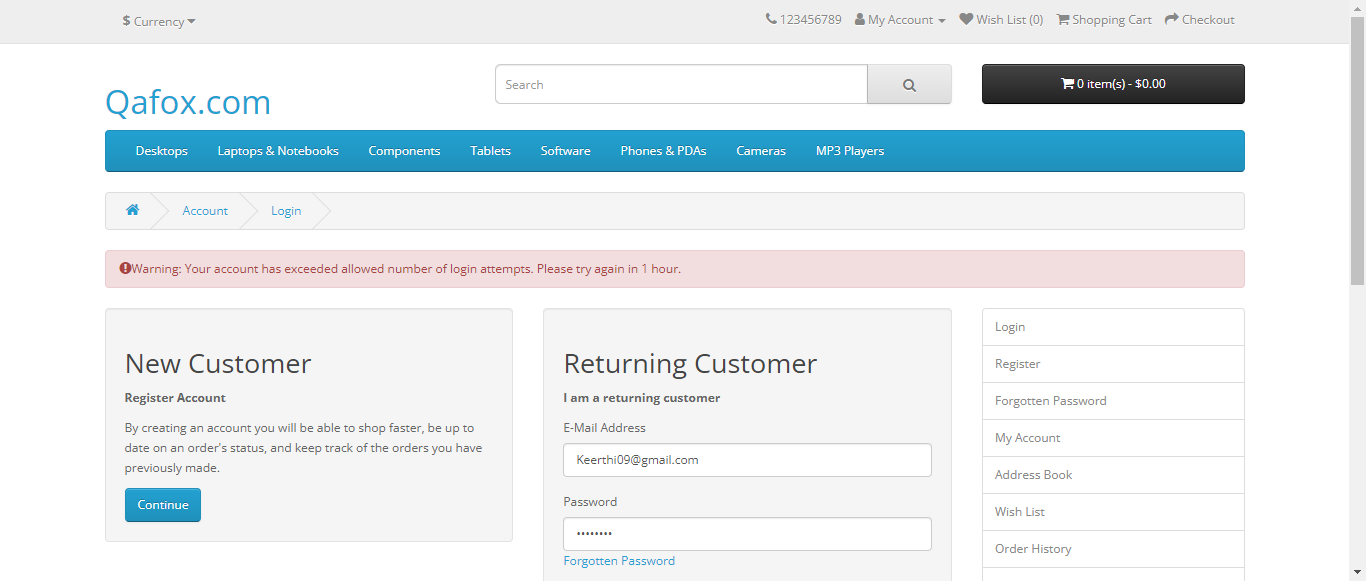 $ Currency
123456789 My Account Wish List (0) Shopping Cart Checkout
Qafox.com
Search
0 item(s) - $0.00
Desktops Laptops & Notebooks Components Tablets Software Phones & PDAs Cameras MP3 Players
Account Login
Warning: Your account has exceeded allowed number of login attempts. Please try again in 1 hour.
New Customer
Register Account
By creating an account you will be able to shop faster, be up to
date on an order's status, and keep track of the orders you have
previously made.
Continue
Returning Customer
I am a returning customer
E-Mail Address
Keerthi09@gmail.com
Password
••••••••
Forgotten Password
Login
Register
Forgotten Password
My Account
Address Book
Wish List
Order History